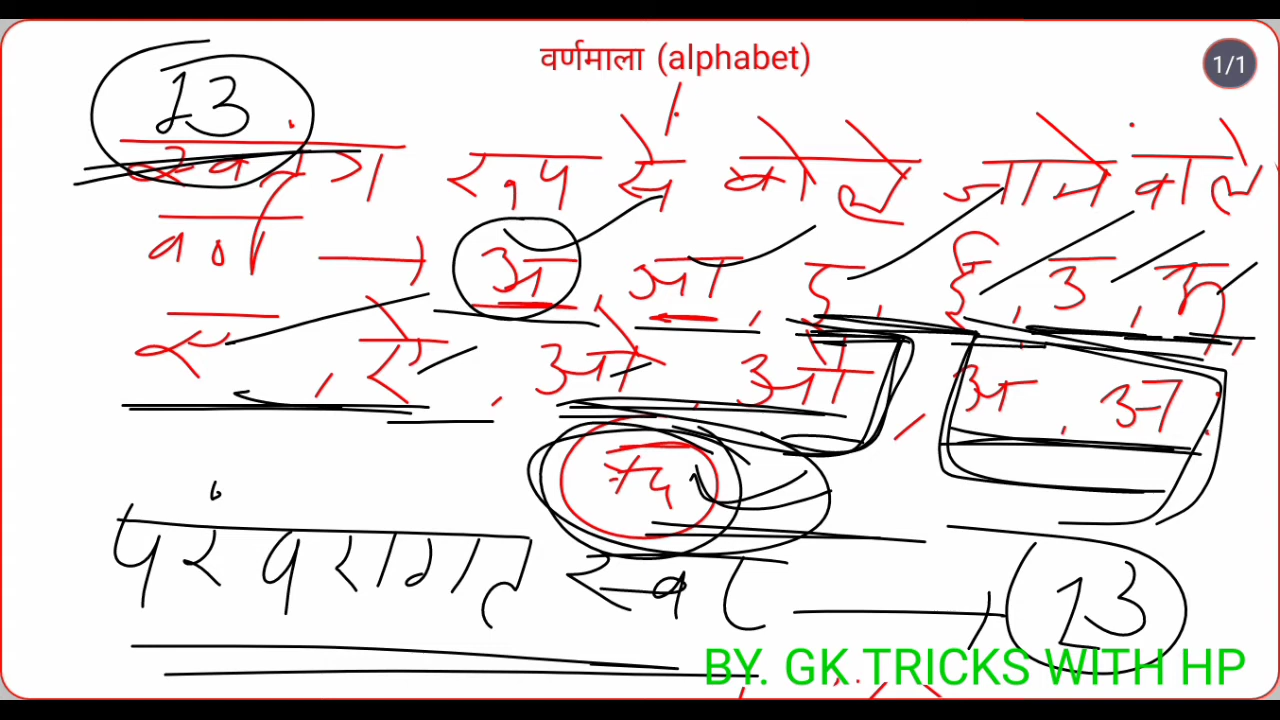 वर्णमाला (alphabet)
1/1
13
स्वतंत्र रूप से बोले जाने वाले
वर्ण → अ, आ, इ, ई, उ, ऊ,
ए, ऐ, ओ, औ, अं, अः
ऋ
परंपरागत स्वर → 13
BY. GK TRICKS WITH HP